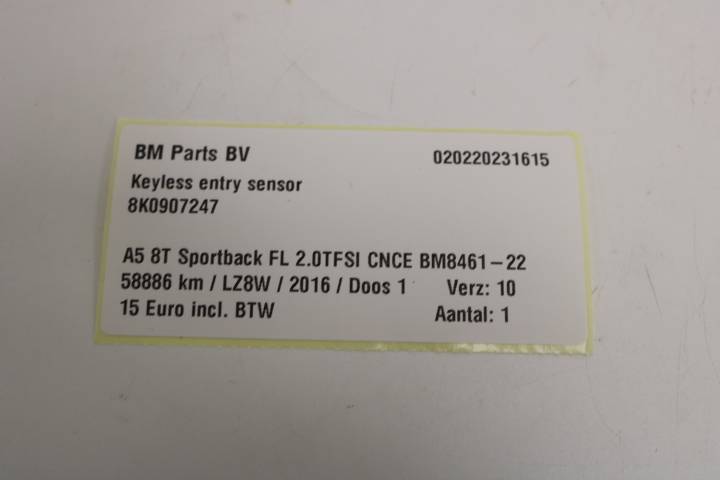 BM Parts BV 020220231615
Keyless entry sensor
8K0907247
A5 8T Sportback FL 2.0TFSI CNCE BM8461-22
58886 km / LZ8W / 2016 / Doos 1 Verz: 10
15 Euro incl. BTW Aantal: 1